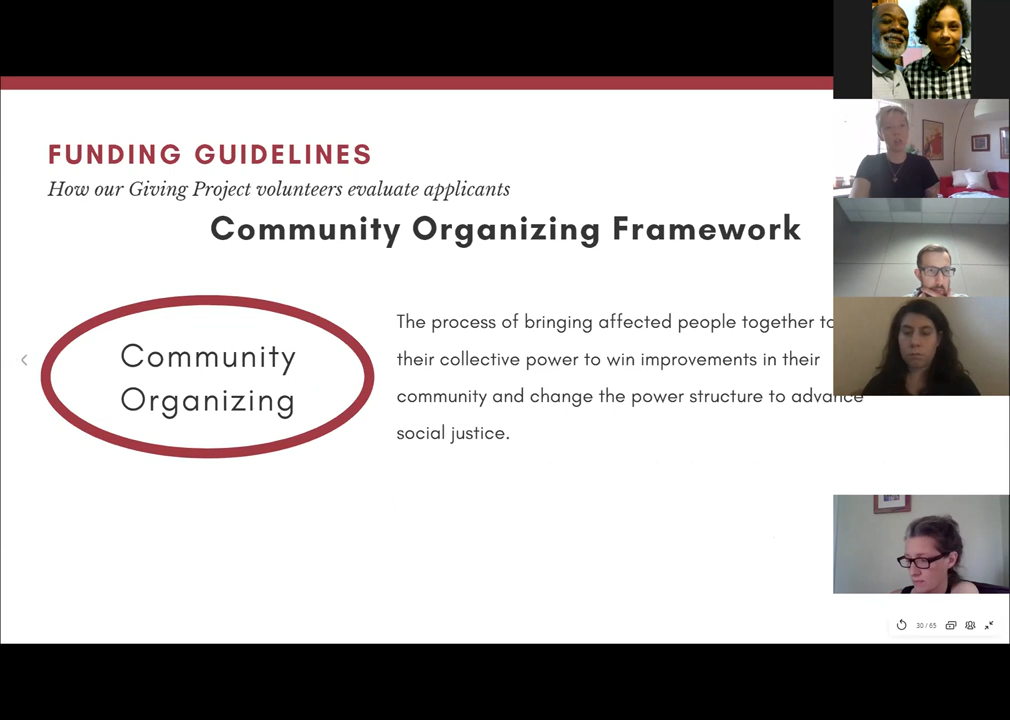 FUNDING GUIDELINES
How our Giving Project volunteers evaluate applicants
Community Organizing Framework
Community
Organizing
The process of bringing affected people together to
their collective power to win improvements in their
community and change the power structure to advance
social justice.
30 / 65